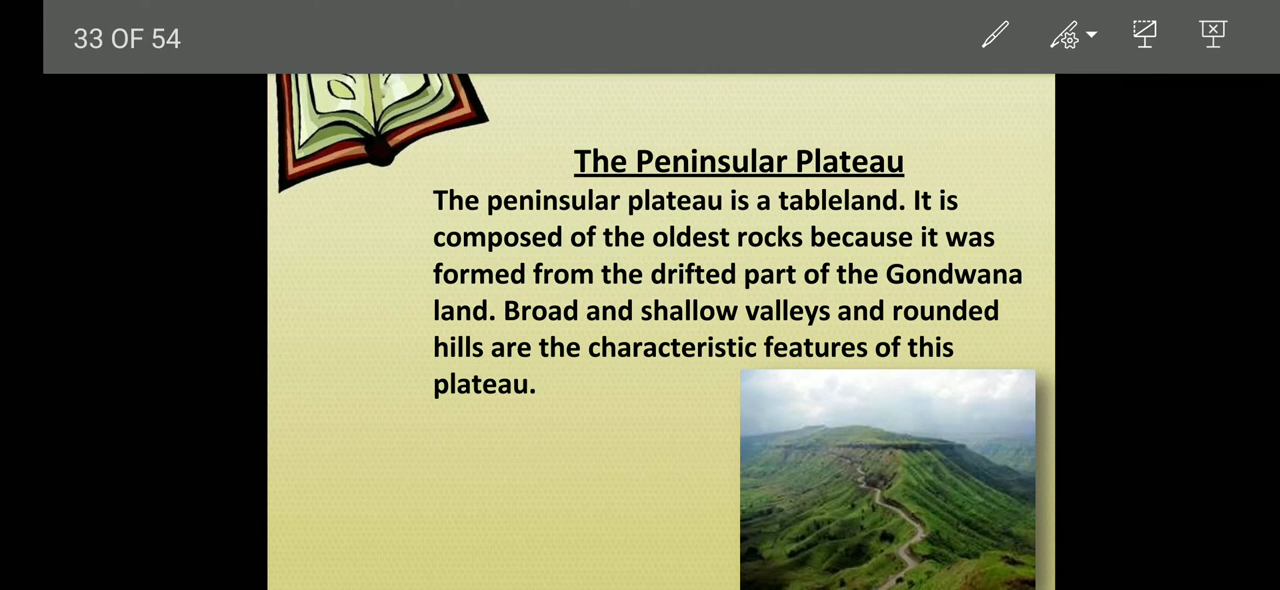 33 OF 54
The Peninsular Plateau
The peninsular plateau is a tableland. It is
composed of the oldest rocks because it was
formed from the drifted part of the Gondwana
land. Broad and shallow valleys and rounded
hills are the characteristic features of this
plateau.